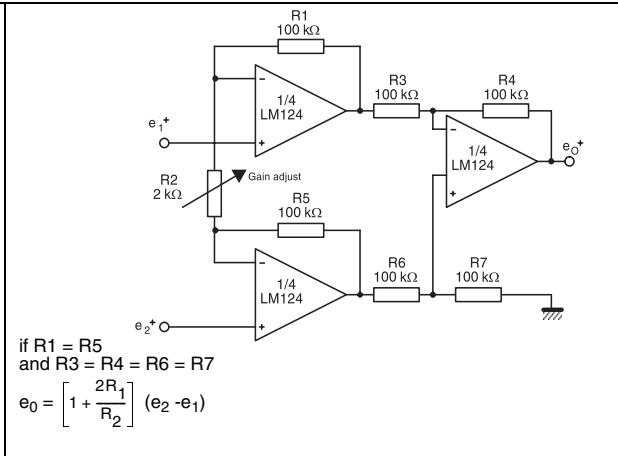 R1
100 kΩ
1/4
LM124
e1+
R3
100 kΩ
R4
100 kΩ
1/4
LM124
eO+
R2
2 kΩ
Gain adjust
R5
100 kΩ
1/4
LM124
e2+
R6
100 kΩ
R7
100 kΩ
if R1 = R5
and R3 = R4 = R6 = R7
e0 = [1 + 2R1/R2] (e2 -e1)